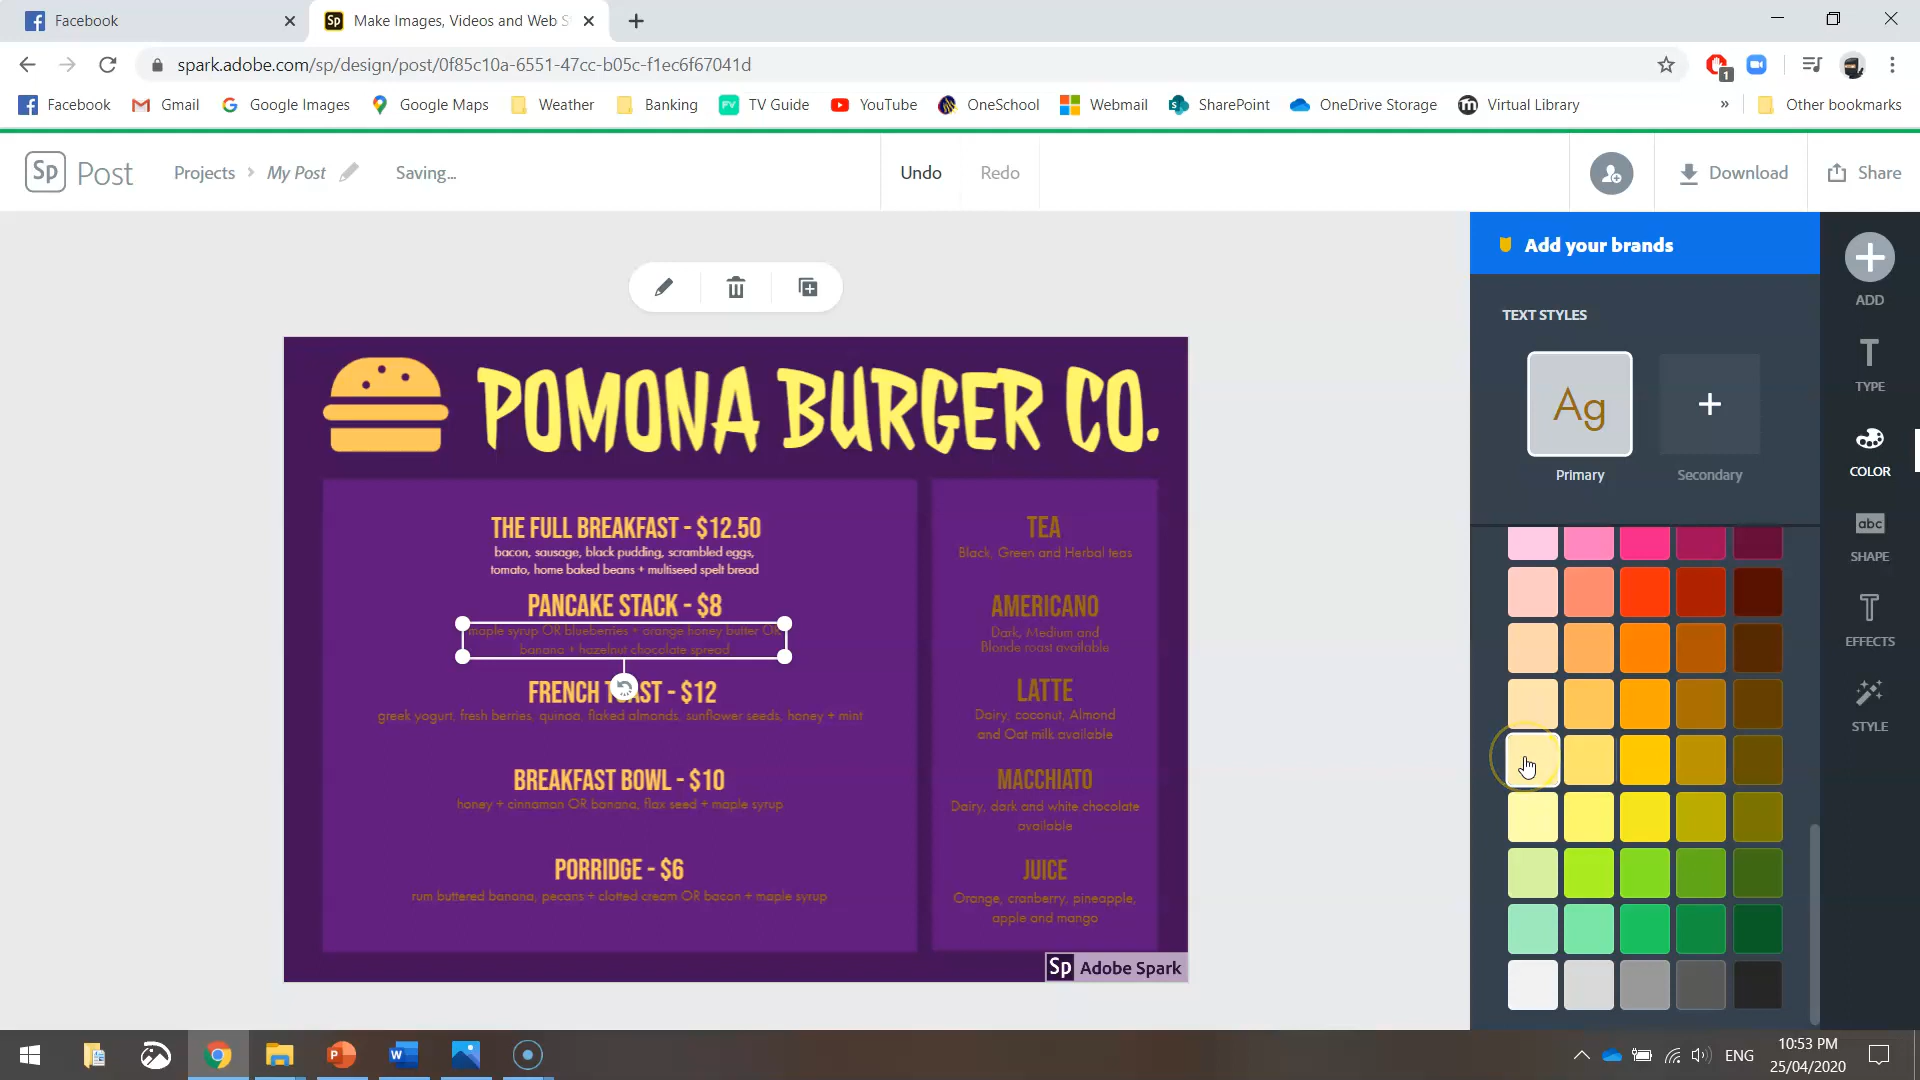 Facebook
Make Images, Videos and Web S
spark.adobe.com/sp/design/post/0f85c10a-6551-47cc-b05c-f1ec6f67041d
1
Facebook Gmail Google Images Google Maps Weather Banking TV Guide YouTube OneSchool Webmail SharePoint OneDrive Storage Virtual Library » Other bookmarks
Sp Post Projects > My Post Saving... Undo Redo Download Share
Add your brands
TEXT STYLES
Ag
Primary Secondary
ADD
TYPE
COLOR
abc
SHAPE
EFFECTS
STYLE
POMONA BURGER CO.
THE FULL BREAKFAST - $12.50
bacon, sausage, black pudding, scrambled eggs,
tomato, home baked beans + multiseed spelt bread
PANCAKE STACK - $8
maple syrup OR blueberries + orange honey butter OR
banana + hazelnut chocolate spread
FRENCH TOAST - $12
greek yogurt, fresh berries, quinoa, flaked almonds, sunflower seeds, honey + mint
BREAKFAST BOWL - $10
honey + cinnamon OR banana, flax seed + maple syrup
PORRIDGE - $6
rum buttered banana, pecans + clotted cream OR bacon + maple syrup
TEA
Black, Green and Herbal teas
AMERICANO
Dark, Medium and
Blonde roast available
LATTE
Dairy, coconut, Almond
and Oat milk available
MACCHIATO
Dairy, dark and white chocolate
available
JUICE
Orange, cranberry, pineapple,
apple and mango
Sp Adobe Spark
ENG
10:53 PM
25/04/2020